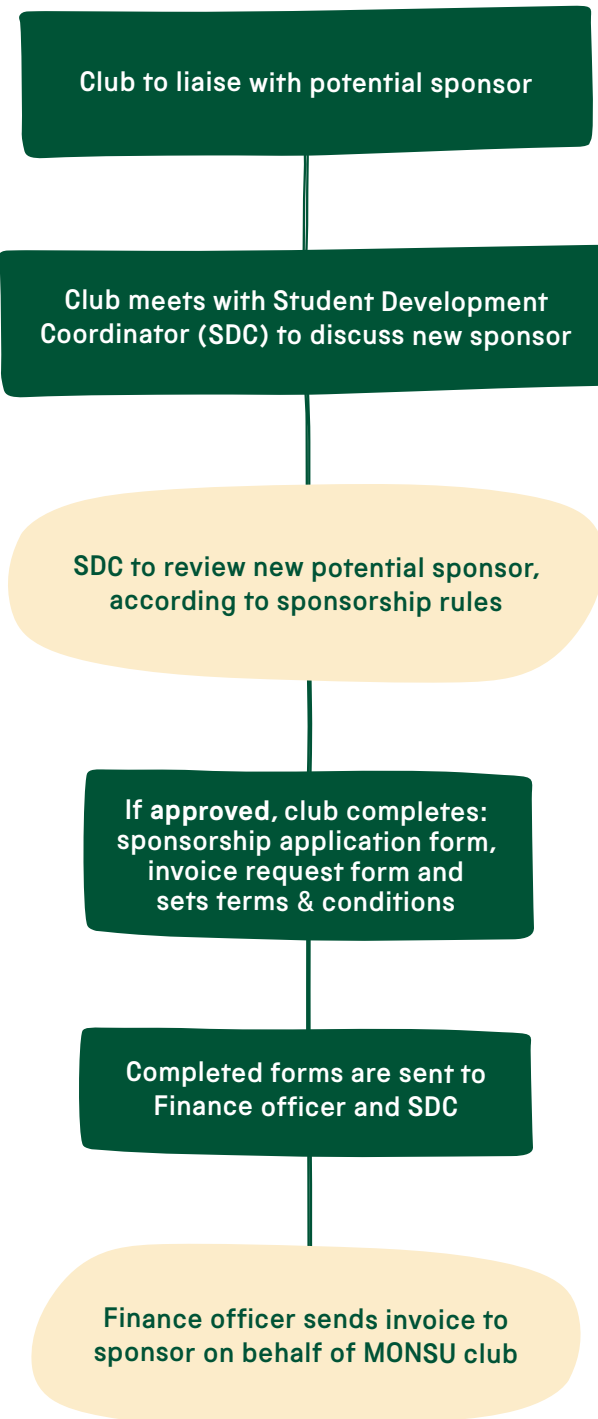 Club to liaise with potential sponsor
Club meets with Student Development
Coordinator (SDC) to discuss new sponsor
SDC to review new potential sponsor,
according to sponsorship rules
If approved, club completes:
sponsorship application form,
invoice request form and
sets terms & conditions
Completed forms are sent to
Finance officer and SDC
Finance officer sends invoice to
sponsor on behalf of MONSU club